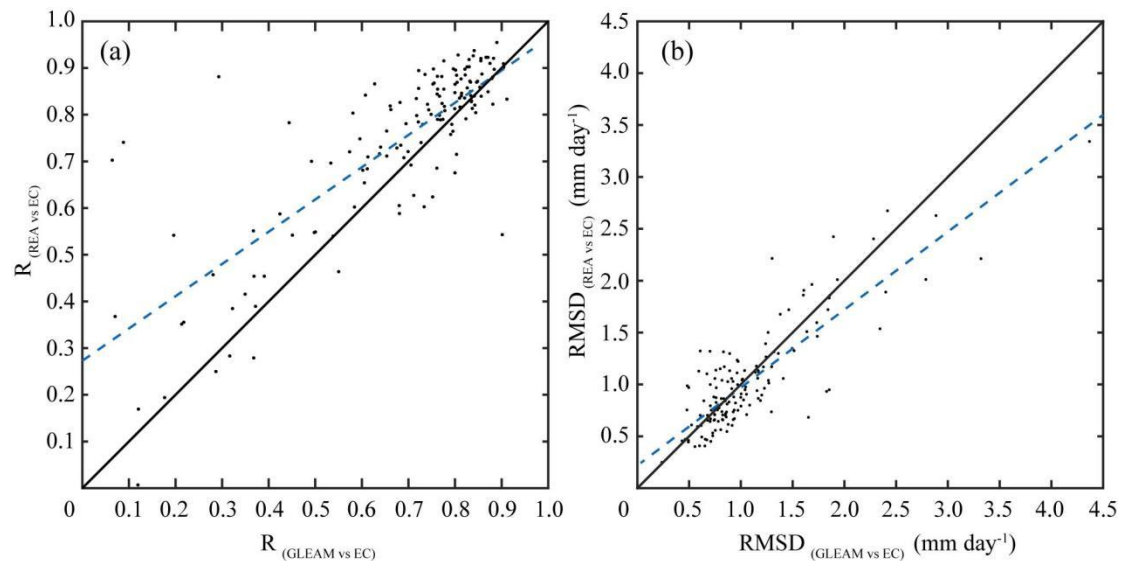 (a)
1.0
0.9
0.8
0.7
0.6
0.5
0.4
0.3
0.2
0.1
R (REA vs EC)
0 0.1 0.2 0.3 0.4 0.5 0.6 0.7 0.8 0.9 1.0
R (GLEAM vs EC)
(b)
4.5
4.0
3.5
3.0
2.5
2.0
1.5
1.0
0.5
RMSD (REA vs EC) (mm day-1)
0 0.5 1.0 1.5 2.0 2.5 3.0 3.5 4.0 4.5
RMSD (GLEAM vs EC) (mm day-1)